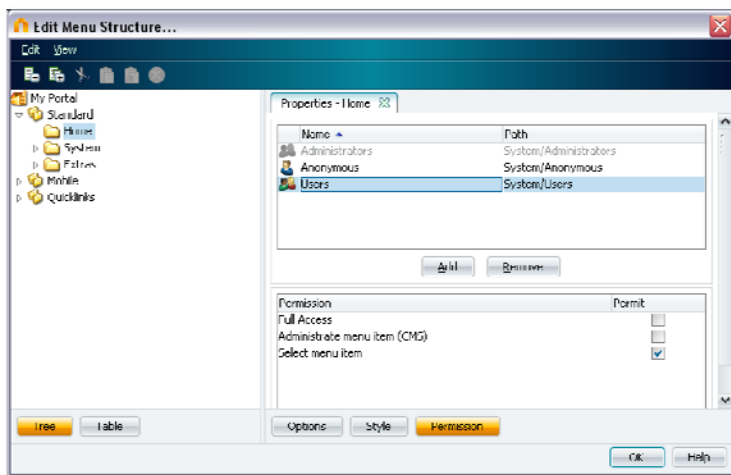 Edit Menu Structure...
Edit View
My Portal
Standard
Home
System
Extras
Mobile
Quicklinks
Properties - Home
Name Path
Administrators System/Administrators
Anonymous System/Anonymous
Users System/Users
Add Remove
Permission Permit
Full Access
Administrate menu item (CMS)
Select menu item
Tree Table
Options Style Permission
OK Help